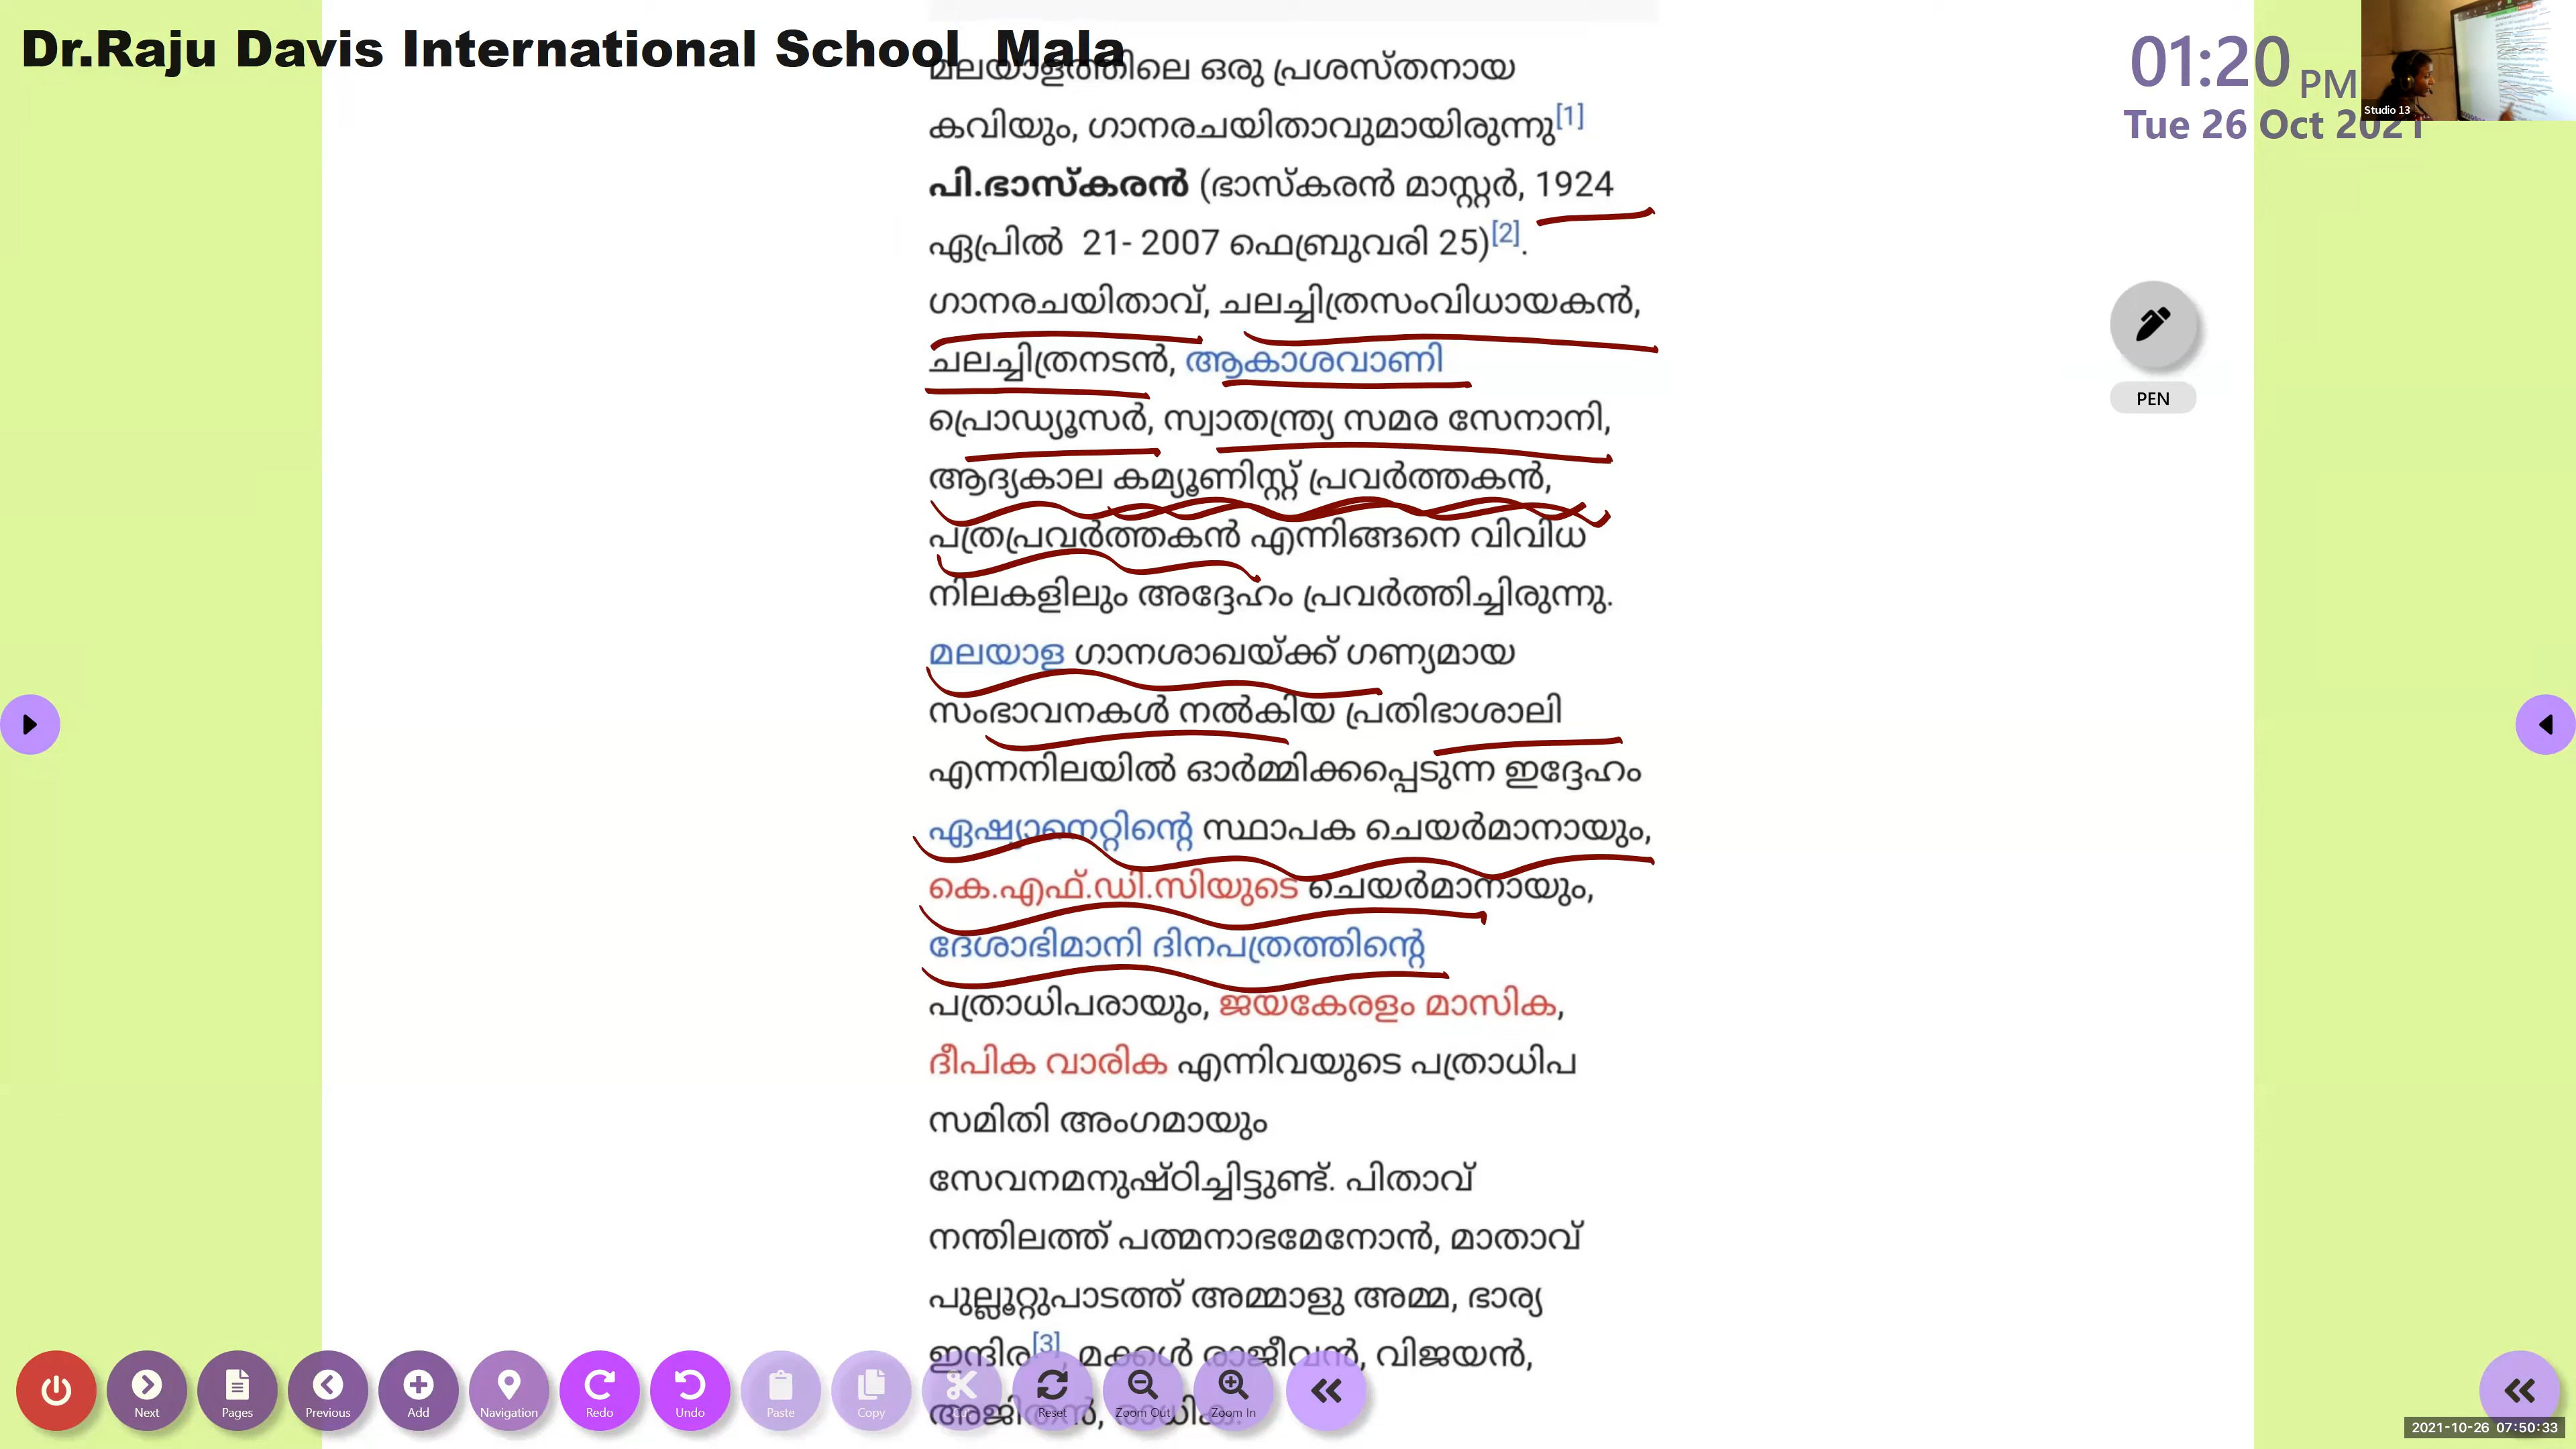 Dr.Raju Davis International School Mala
01:20 PM
Tue 26 Oct 2021
Studio 13
മലയാളത്തിലെ ഒരു പ്രശസ്തനായ
കവിയും, ഗാനരചയിതാവുമായിരുന്നു[1]
പി.ഭാസ്കരൻ (ഭാസ്കരൻ മാസ്റ്റർ, 1924
ഏപ്രിൽ 21- 2007 ഫെബ്രുവരി 25)[2].
ഗാനരചയിതാവ്, ചലച്ചിത്രസംവിധായകൻ,
ചലച്ചിത്രനടൻ, ആകാശവാണി
പ്രൊഡ്യൂസർ, സ്വാതന്ത്ര്യ സമര സേനാനി,
ആദ്യകാല കമ്യൂണിസ്റ്റ് പ്രവർത്തകൻ,
പത്രപ്രവർത്തകൻ എന്നിങ്ങനെ വിവിധ
നിലകളിലും അദ്ദേഹം പ്രവർത്തിച്ചിരുന്നു.
മലയാള ഗാനശാഖയ്ക്ക് ഗണ്യമായ
സംഭാവനകൾ നൽകിയ പ്രതിഭാശാലി
എന്നനിലയിൽ ഓർമ്മിക്കപ്പെടുന്ന ഇദ്ദേഹം
ഏഷ്യാനെറ്റിന്റെ സ്ഥാപക ചെയർമാനായും,
കെ.എഫ്.ഡി.സിയുടെ ചെയർമാനായും,
ദേശാഭിമാനി ദിനപത്രത്തിന്റെ
പത്രാധിപരായും, ജയകേരളം മാസിക,
ദീപിക വാരിക എന്നിവയുടെ പത്രാധിപ
സമിതി അംഗമായും
സേവനമനുഷ്ഠിച്ചിട്ടുണ്ട്. പിതാവ്
നന്തിലത്ത് പത്മനാഭമേനോൻ, മാതാവ്
പുല്ലൂറ്റുപാടത്ത് അമ്മാളു അമ്മ, ഭാര്യ
ഇന്ദിര[3], മക്കൾ രാജീവൻ, വിജയൻ,
അജിതൻ, രാധിക.
PEN
Next Pages Previous Add Navigation Redo Undo Paste Copy Reset Zoom Out Zoom In
2021-10-26 07:50:33